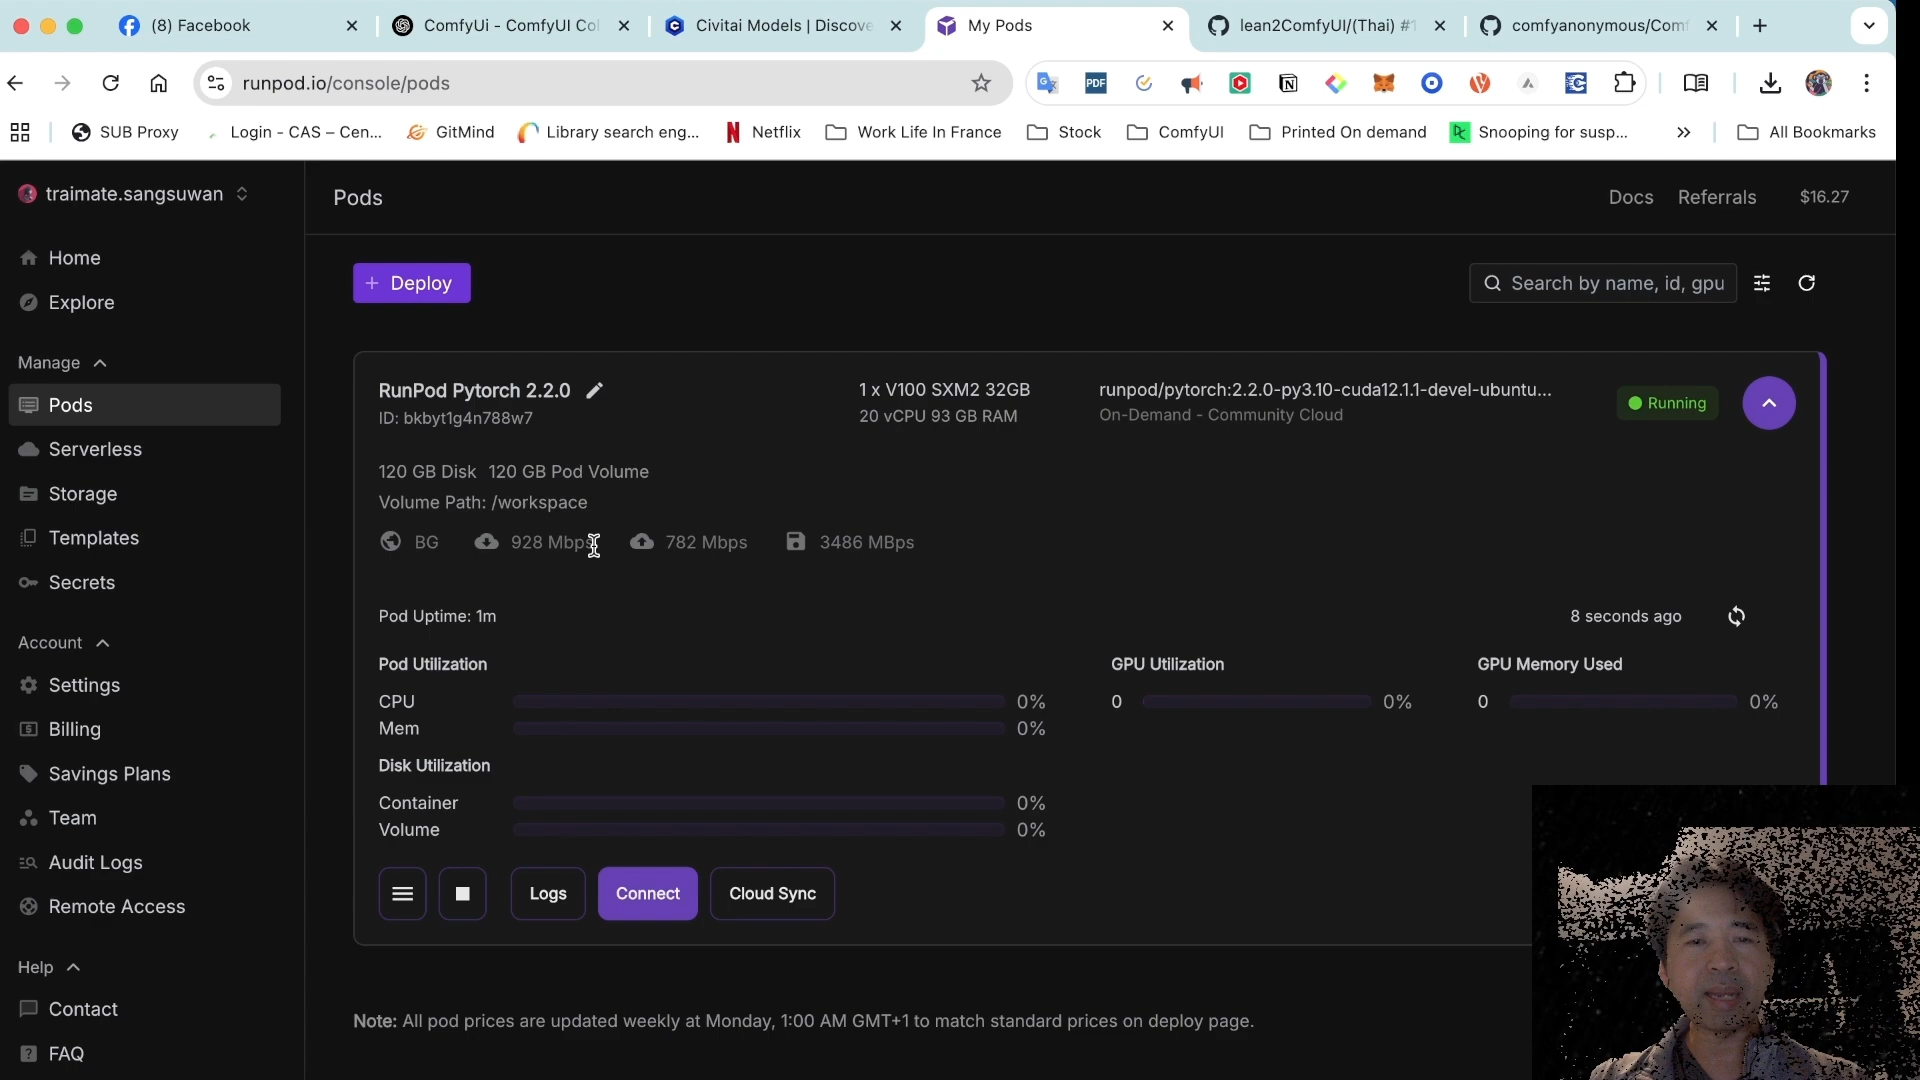 (8) Facebook
ComfyUi - ComfyUI Co
Civitai Models | Discove
My Pods
lean2ComfyUI/(Thai) #1
comfyanonymous/Comf
runpod.io/console/pods
PDF
SUB Proxy
Login - CAS – Cen...
GitMind
Library search eng...
Netflix
Work Life In France
Stock
ComfyUI
Printed On demand
Snooping for susp...
All Bookmarks
traimate.sangsuwan
Pods
Docs
Referrals
$16.27
Home
Explore
Manage
Pods
Serverless
Storage
Templates
Secrets
Account
Settings
Billing
Savings Plans
Team
Audit Logs
Remote Access
Help
Contact
FAQ
+ Deploy
Search by name, id, gpu
RunPod Pytorch 2.2.0
ID: bkbyt1g4n788w7
1 x V100 SXM2 32GB
20 vCPU 93 GB RAM
runpod/pytorch:2.2.0-py3.10-cuda12.1.1-devel-ubuntu...
On-Demand - Community Cloud
Running
120 GB Disk 120 GB Pod Volume
Volume Path: /workspace
BG
928 Mbps
782 Mbps
3486 MBps
Pod Uptime: 1m
8 seconds ago
Pod Utilization
CPU 0%
Mem 0%
GPU Utilization
0 0%
GPU Memory Used
0 0%
Disk Utilization
Container 0%
Volume 0%
Logs
Connect
Cloud Sync
Note: All pod prices are updated weekly at Monday, 1:00 AM GMT+1 to match standard prices on deploy page.